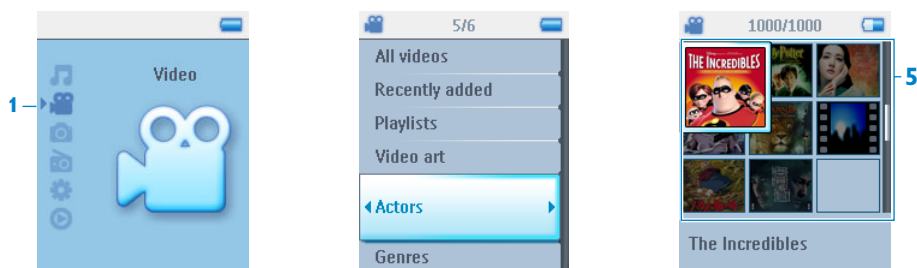 Video
1
5/6
All videos
Recently added
Playlists
Video art
Actors
Genres
1000/1000
THE INCREDIBLES
5
The Incredibles